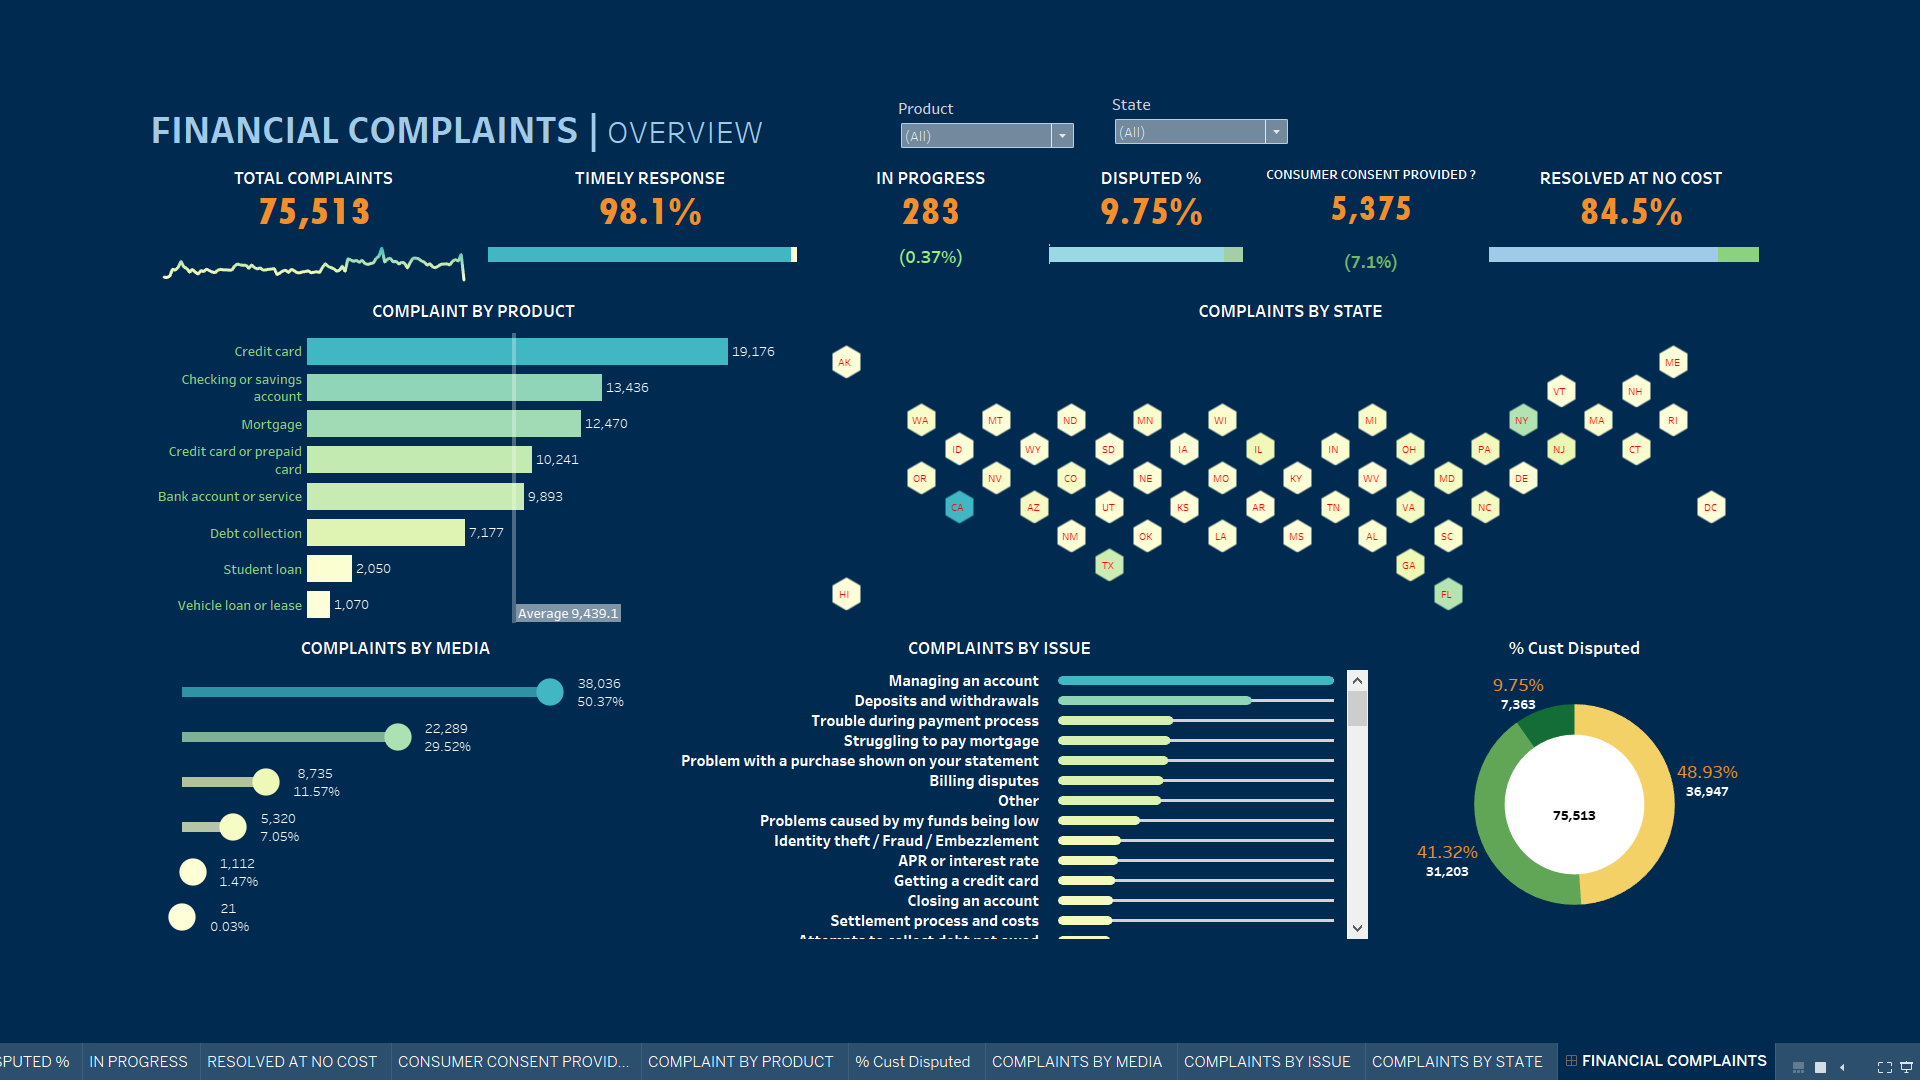 FINANCIAL COMPLAINTS | OVERVIEW
Product
(All)
State
(All)
TOTAL COMPLAINTS
75,513
TIMELY RESPONSE
98.1%
IN PROGRESS
283
(0.37%)
DISPUTED %
9.75%
CONSUMER CONSENT PROVIDED ?
5,375
(7.1%)
RESOLVED AT NO COST
84.5%
COMPLAINT BY PRODUCT
Credit card
19,176
Checking or savings
account
13,436
Mortgage
12,470
Credit card or prepaid
card
10,241
Bank account or service
9,893
Debt collection
7,177
Student loan
2,050
Vehicle loan or lease
1,070
Average 9,439.1
COMPLAINTS BY STATE
AK
ME
VT
NH
WA
MT
ND
MN
WI
MI
NY
MA
RI
ID
WY
SD
IA
IL
IN
OH
PA
NJ
CT
OR
NV
CO
NE
MO
KY
WV
MD
DE
CA
AZ
UT
KS
AR
TN
VA
NC
DC
NM
OK
LA
MS
AL
SC
TX
GA
HI
FL
COMPLAINTS BY MEDIA
38,036
50.37%
22,289
29.52%
8,735
11.57%
5,320
7.05%
1,112
1.47%
21
0.03%
COMPLAINTS BY ISSUE
Managing an account
Deposits and withdrawals
Trouble during payment process
Struggling to pay mortgage
Problem with a purchase shown on your statement
Billing disputes
Other
Problems caused by my funds being low
Identity theft / Fraud / Embezzlement
APR or interest rate
Getting a credit card
Closing an account
Settlement process and costs
Attempts to collect debt not owed
% Cust Disputed
9.75%
7,363
48.93%
36,947
75,513
41.32%
31,203
SPUTED %
IN PROGRESS
RESOLVED AT NO COST
CONSUMER CONSENT PROVID...
COMPLAINT BY PRODUCT
% Cust Disputed
COMPLAINTS BY MEDIA
COMPLAINTS BY ISSUE
COMPLAINTS BY STATE
FINANCIAL COMPLAINTS